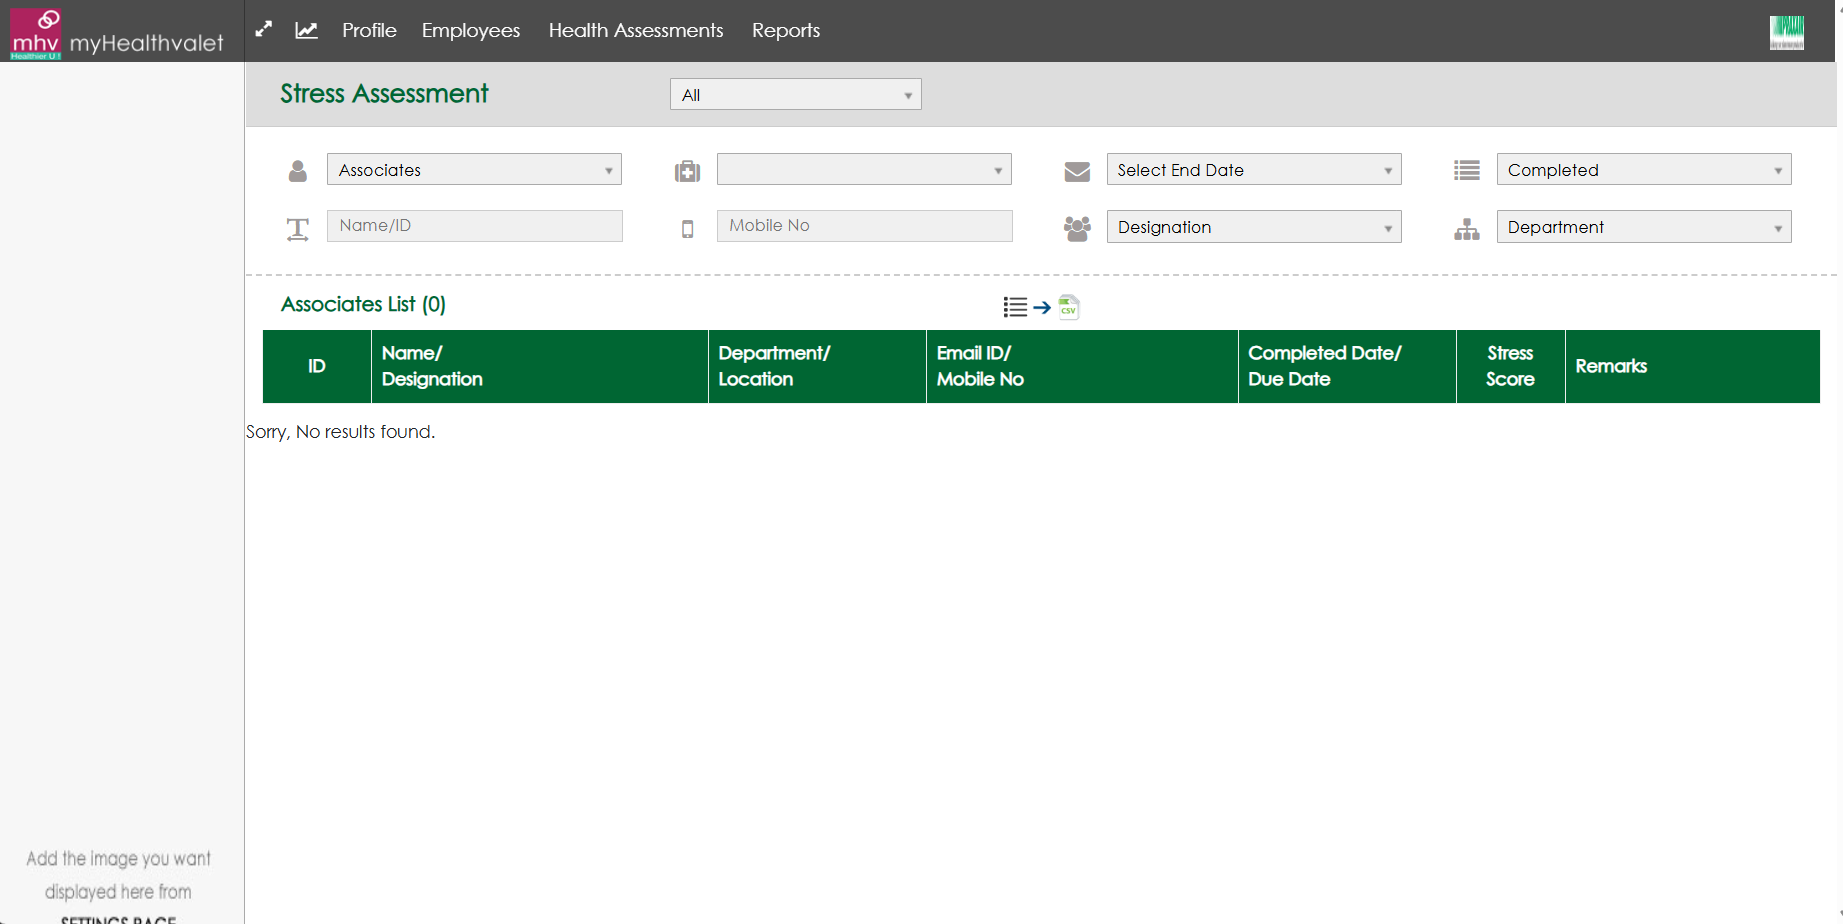 mhv
Healthier U !
myHealthvalet
Profile Employees Health Assessments Reports
Stress Assessment
All
Associates
Select End Date
Completed
Name/ID
Mobile No
Designation
Department
Associates List (0)
CSV
ID
Name/
Designation
Department/
Location
Email ID/
Mobile No
Completed Date/
Due Date
Stress
Score
Remarks
Sorry, No results found.
Add the image you want
displayed here from
SETTINGS PAGE